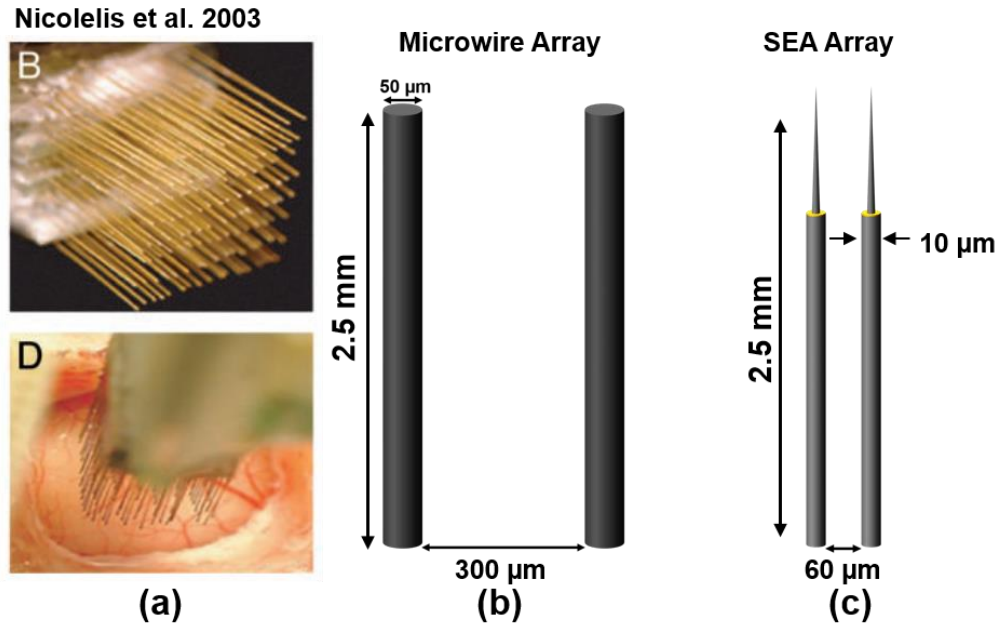 Nicolelis et al. 2003
B
D
(a)
Microwire Array
50 µm
2.5 mm
300 µm
(b)
SEA Array
10 µm
2.5 mm
60 µm
(c)